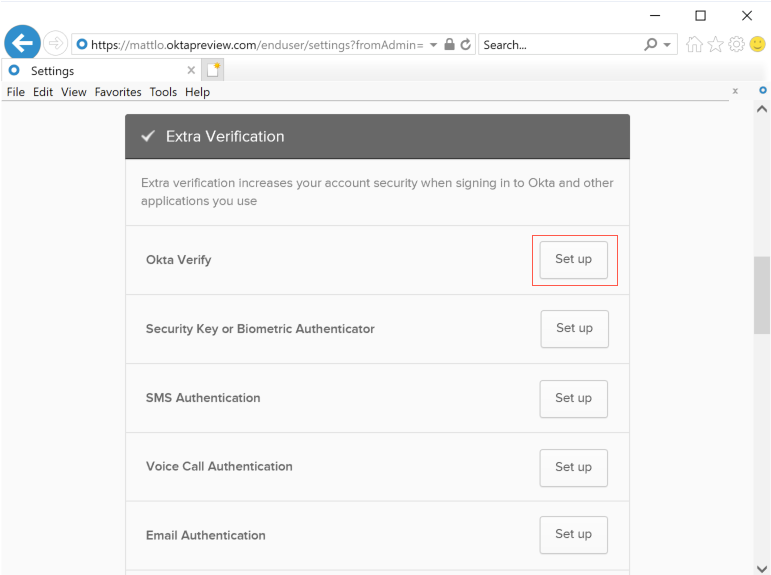 https://mattlo.oktapreview.com/enduser/settings?fromAdmin= Search...
Settings
File Edit View Favorites Tools Help
Extra Verification
Extra verification increases your account security when signing in to Okta and other
applications you use
Okta Verify Set up
Security Key or Biometric Authenticator Set up
SMS Authentication Set up
Voice Call Authentication Set up
Email Authentication Set up